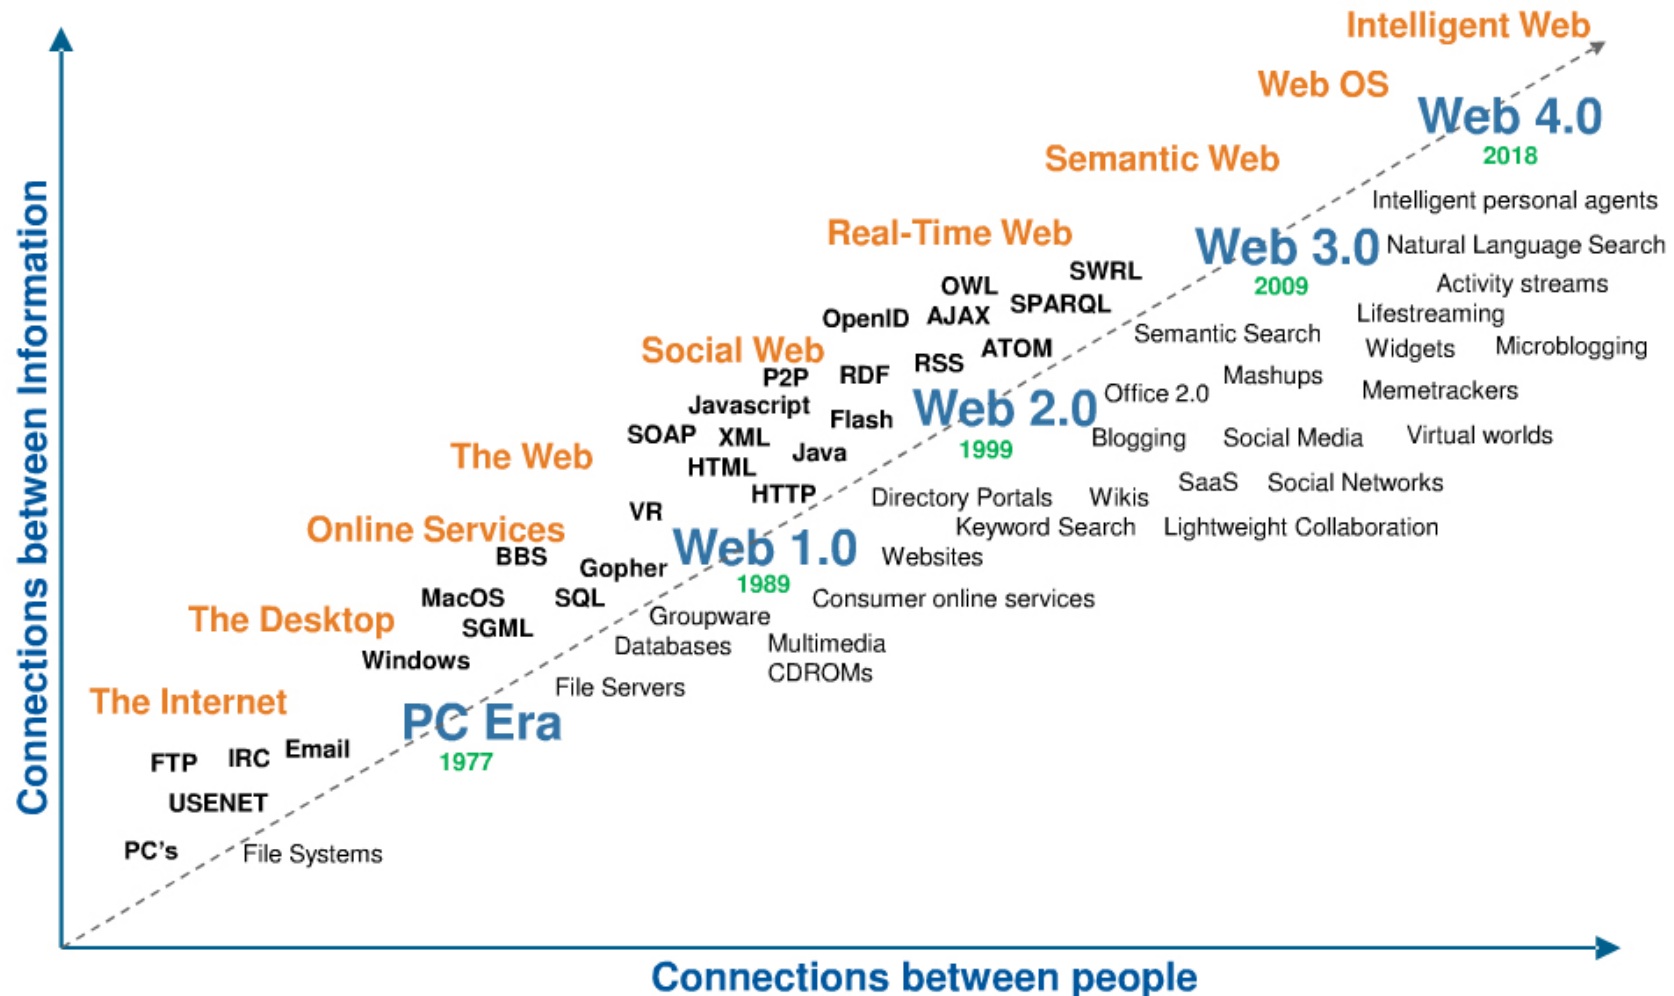 Intelligent Web
Web OS
Web 4.0
2018
Semantic Web
Intelligent personal agents
Real-Time Web
Web 3.0
Natural Language Search
2009
Activity streams
SWRL
OWL
SPARQL
OpenID
AJAX
Lifestreaming
Semantic Search
Widgets
Microblogging
Social Web
ATOM
RSS
P2P
RDF
Mashups
Memetrackers
Office 2.0
Web 2.0
1999
Javascript
Flash
SOAP
XML
Java
Blogging
Social Media
Virtual worlds
The Web
HTML
HTTP
SaaS
Social Networks
Directory Portals
Wikis
VR
Keyword Search
Lightweight Collaboration
Online Services
Web 1.0
1989
Websites
BBS
Gopher
MacOS
SQL
Consumer online services
The Desktop
SGML
Groupware
Databases
Multimedia
CDROMs
Windows
File Servers
The Internet
PC Era
1977
FTP
IRC
Email
USENET
PC's
File Systems
Connections between Information
Connections between people